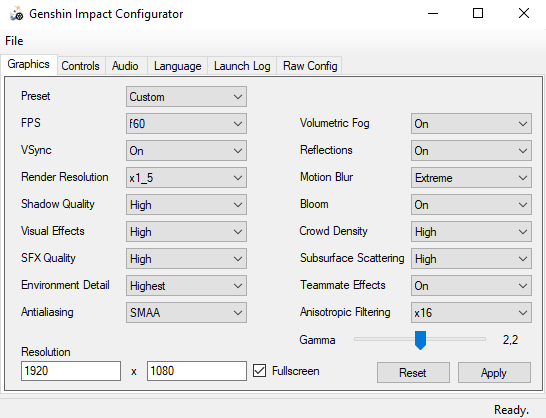 Genshin Impact Configurator
File
Graphics Controls Audio Language Launch Log Raw Config
Preset Custom
FPS f60 Volumetric Fog On
VSync On Reflections On
Render Resolution x1_5 Motion Blur Extreme
Shadow Quality High Bloom On
Visual Effects High Crowd Density High
SFX Quality High Subsurface Scattering High
Environment Detail Highest Teammate Effects On
Antialiasing SMAA Anisotropic Filtering x16
Gamma 2,2
Resolution
1920 x 1080 Fullscreen Reset Apply
Ready.